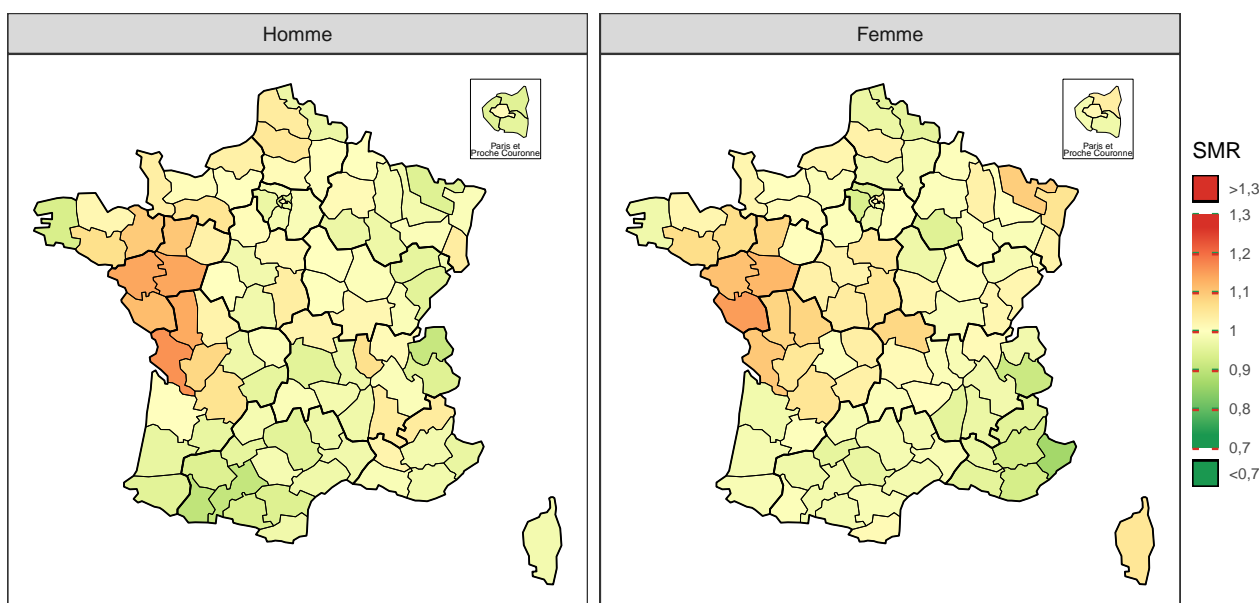 Homme
Paris et
Proche Couronne
Femme
Paris et
Proche Couronne
SMR
>1,3
1,3
1,2
1,1
1
0,9
0,8
0,7
<0,7